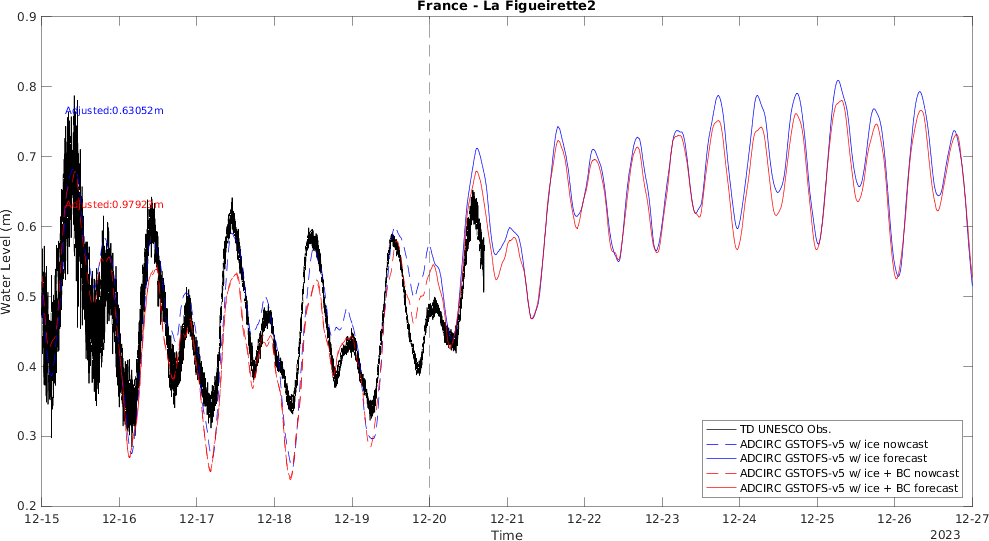 France - La Figueirette2
Water Level (m)
0.9
0.8
0.7
0.6
0.5
0.4
0.3
0.2
Adjusted:0.63052m
12-15
12-16
12-17
12-18
12-19
12-20
12-21
12-22
12-23
12-24
12-25
12-26
12-27
Time
2023
TD UNESCO Obs.
ADCIRC GSTOFS-v5 w/ ice nowcast
ADCIRC GSTOFS-v5 w/ ice forecast
ADCIRC GSTOFS-v5 w/ ice + BC nowcast
ADCIRC GSTOFS-v5 w/ ice + BC forecast